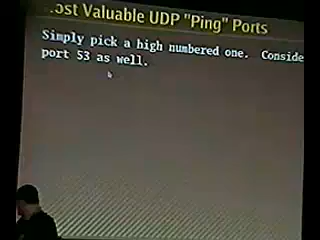 ost Valuable UDP "Ping" Ports
Simply pick a high numbered one. Conside
port 53 as well.